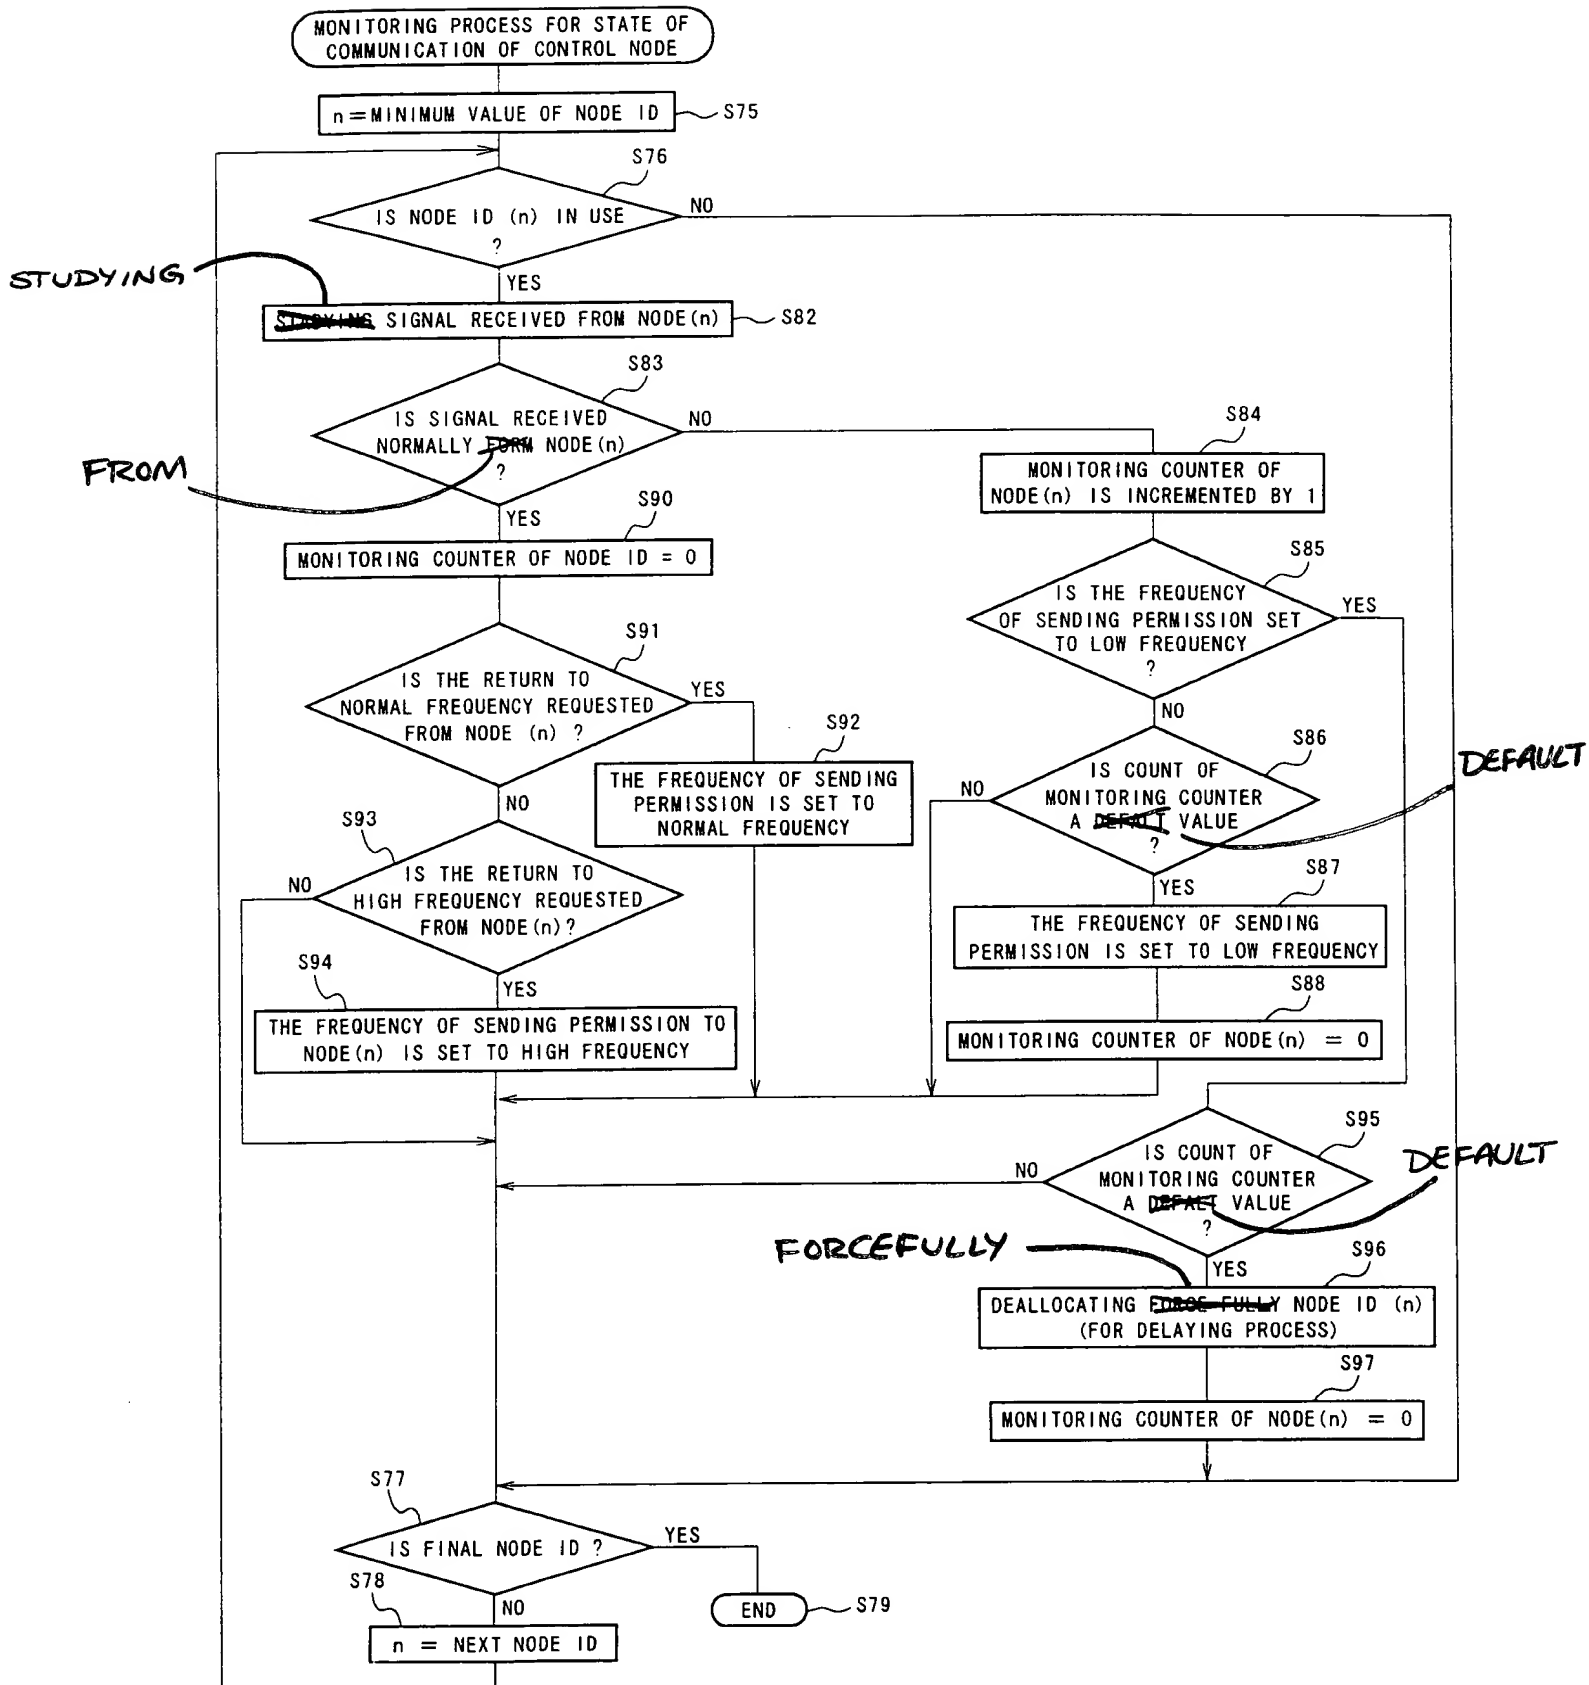 MONITORING PROCESS FOR STATE OF
COMMUNICATION OF CONTROL NODE
n=MINIMUM VALUE OF NODE ID
S75
S76
IS NODE ID (n) IN USE
?
NO
YES
STUDYING
STADYING SIGNAL RECEIVED FROM NODE(n)
S82
S83
IS SIGNAL RECEIVED
NORMALLY FORM NODE(n)
?
NO
YES
FROM
S84
MONITORING COUNTER OF
NODE(n) IS INCREMENTED BY 1
S90
MONITORING COUNTER OF NODE ID = 0
S85
IS THE FREQUENCY
OF SENDING PERMISSION SET
TO LOW FREQUENCY
?
YES
NO
S91
IS THE RETURN TO
NORMAL FREQUENCY REQUESTED
FROM NODE (n) ?
YES
NO
S92
THE FREQUENCY OF SENDING
PERMISSION IS SET TO
NORMAL FREQUENCY
S86
IS COUNT OF
MONITORING COUNTER
A DEFALT VALUE
?
NO
YES
DEFAULT
S93
IS THE RETURN TO
HIGH FREQUENCY REQUESTED
FROM NODE(n)?
NO
YES
S87
THE FREQUENCY OF SENDING
PERMISSION IS SET TO LOW FREQUENCY
S94
THE FREQUENCY OF SENDING PERMISSION TO
NODE(n) IS SET TO HIGH FREQUENCY
S88
MONITORING COUNTER OF NODE(n) = 0
S95
IS COUNT OF
MONITORING COUNTER
A DEFALT VALUE
?
NO
YES
DEFAULT
FORCEFULLY
S96
DEALLOCATING FORCE FULLY NODE ID (n)
(FOR DELAYING PROCESS)
S97
MONITORING COUNTER OF NODE(n) = 0
S77
IS FINAL NODE ID ?
YES
NO
S78
n = NEXT NODE ID
END
S79